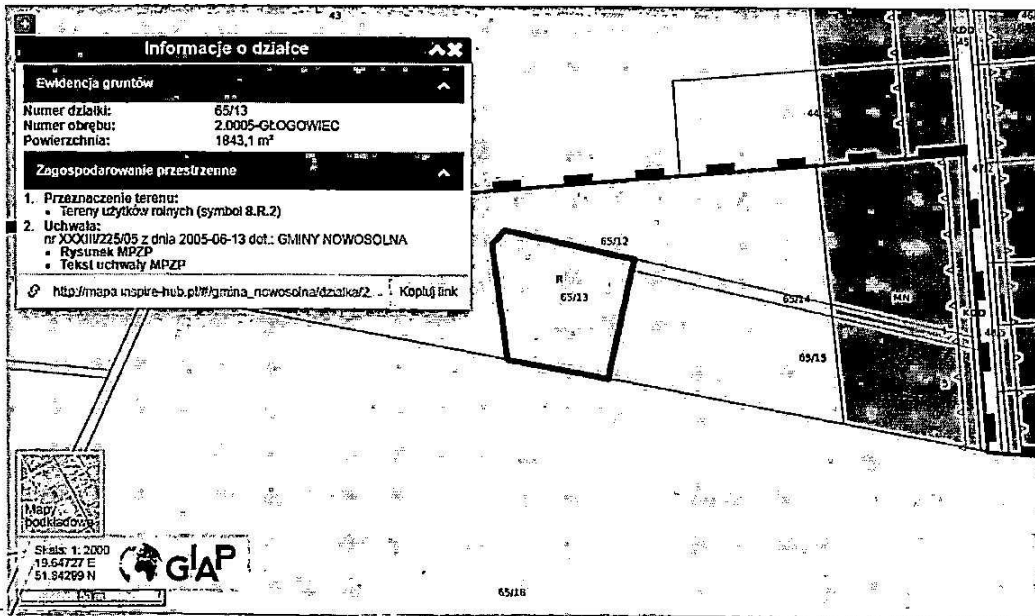 43
Informacje o działce
Ewidencja gruntów
Numer działki: 65/13
Numer obrębu: 2.0005-GŁOGOWIEC
Powierzchnia: 1843,1 m²
Zagospodarowanie przestrzenne
1. Przeznaczenie terenu:
• Tereny użytków rolnych (symbol 8.R.2)
2. Uchwała:
nr XXXIII/225/05 z dnia 2005-06-13 dot.: GMINY NOWOSOLNA
• Rysunek MPZP
• Tekst uchwały MPZP
http://mapa.inspire-hub.pl/#/gmina_nowosolna/dzialka/2... Kopiuj link
KDD
45
44
47/2
65/12
R
65/13
65/14
MN
KDD
65/15
Mapy
podkładowe
Skala: 1: 2000
19.64727 E
51.84299 N
GIAP
65/16